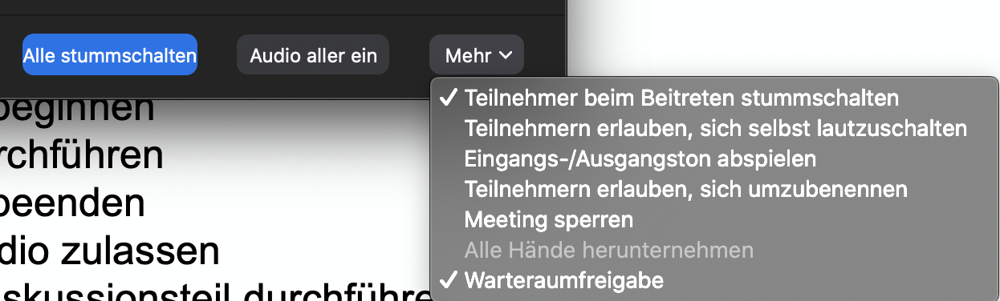 Alle stummschalten Audio aller ein Mehr
Teilnehmer beim Beitreten stummschalten
Teilnehmern erlauben, sich selbst lautzuschalten
Eingangs-/Ausgangston abspielen
Teilnehmern erlauben, sich umzubenennen
Meeting sperren
Alle Hände herunternehmen
Warteraumfreigabe
beginnen
rchführen
beenden
dio zulassen
skussionsteil durchführe